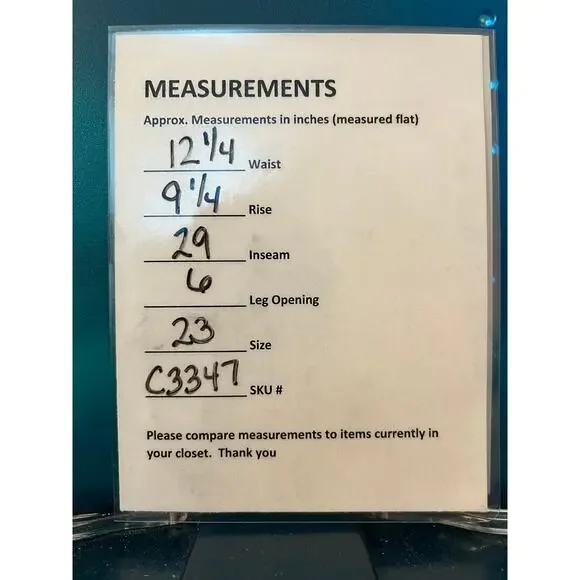 MEASUREMENTS
Approx. Measurements in inches (measured flat)
12 1/4 Waist
9 1/4 Rise
29 Inseam
6 Leg Opening
23 Size
C3347 SKU #
Please compare measurements to items currently in
your closet. Thank you